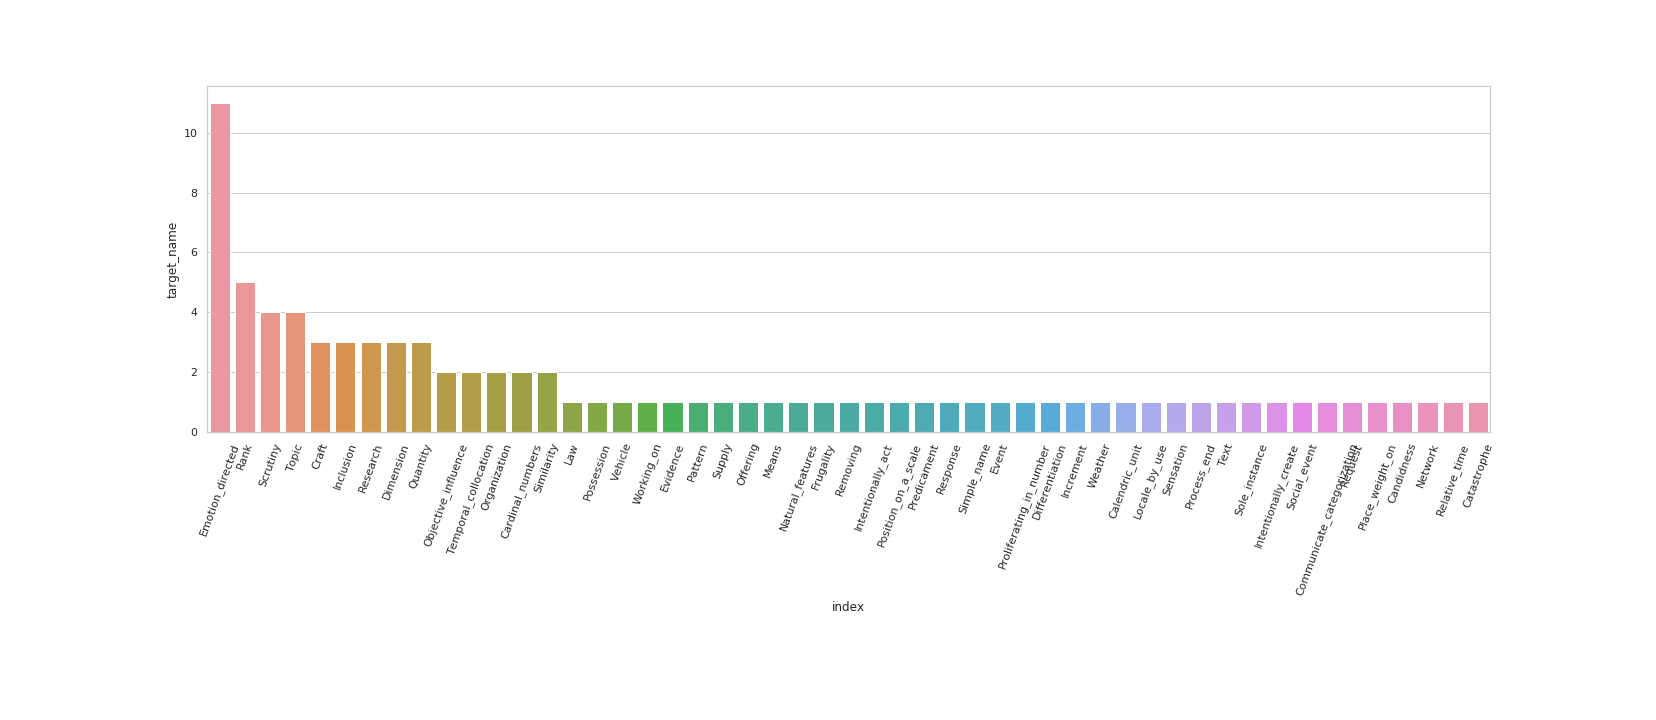 target_name
10
8
6
4
2
0
Emotion_directed
Rank
Scrutiny
Topic
Craft
Inclusion
Research
Dimension
Quantity
Objective_influence
Temporal_collocation
Organization
Cardinal_numbers
Similarity
Law
Possession
Vehicle
Working_on
Evidence
Pattern
Supply
Offering
Means
Natural_features
Frugality
Removing
Intentionally_act
Position_on_a_scale
Predicament
Response
Simple_name
Event
Proliferating_in_number
Differentiation
Increment
Weather
Calendric_unit
Locale_by_use
Sensation
Process_end
Text
Sole_instance
Intentionally_create
Social_event
Communicate_categorization
Request
Place_weight_on
Candidness
Network
Relative_time
Catastrophe
index